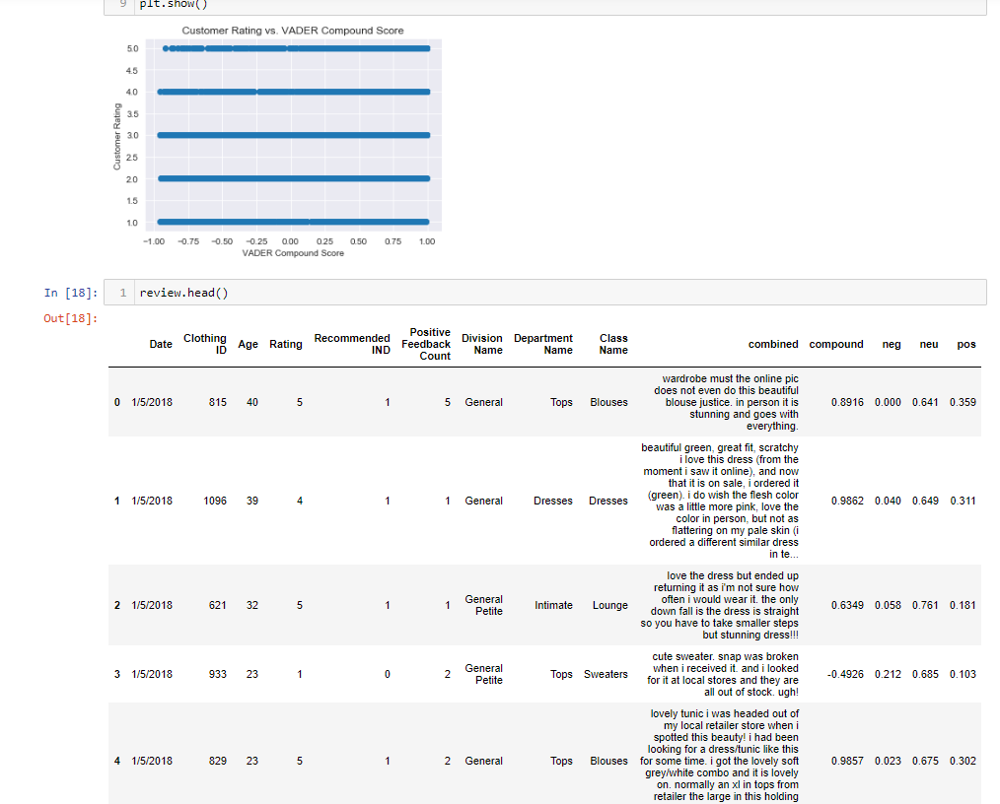 9 plt.show()
Customer Rating vs. VADER Compound Score
5.0
4.5
4.0
3.5
3.0
2.5
2.0
1.5
1.0
Customer Rating
−1.00 −0.75 −0.50 −0.25 0.00 0.25 0.50 0.75 1.00
VADER Compound Score
In [18]: 1 review.head()
Out[18]:
Date Clothing ID Age Rating Recommended IND Positive Feedback Count Division Name Department Name Class Name combined compound neg neu pos
0 1/5/2018 815 40 5 1 5 General Tops Blouses
wardrobe must the online pic
does not even do this beautiful
blouse justice. in person it is
stunning and goes with
everything.
0.8916 0.000 0.641 0.359
1 1/5/2018 1096 39 4 1 1 General Dresses Dresses
beautiful green, great fit, scratchy
i love this dress (from the
moment i saw it online), and now
that it is on sale, i ordered it
(green). i do wish the flesh color
was a little more pink, love the
color in person, but not as
flattering on my pale skin (i
ordered a different similar dress
in te...
0.9862 0.040 0.649 0.311
2 1/5/2018 621 32 5 1 1 General Petite Intimate Lounge
love the dress but ended up
returning it as i'm not sure how
often i would wear it. the only
down fall is the dress is straight
so you have to take smaller steps
but stunning dress!!!
0.6349 0.058 0.761 0.181
3 1/5/2018 933 23 1 0 2 General Petite Tops Sweaters
cute sweater. snap was broken
when i received it. and i looked
for it at local stores and they are
all out of stock. ugh!
-0.4926 0.212 0.685 0.103
4 1/5/2018 829 23 5 1 2 General Tops Blouses
lovely tunic i was headed out of
my local retailer store when i
spotted this beauty! i had been
looking for a dress/tunic like this
for some time. i got the lovely soft
grey/white combo and it is lovely
on. normally an xl in tops from
retailer the large in this holding
0.9857 0.023 0.675 0.302